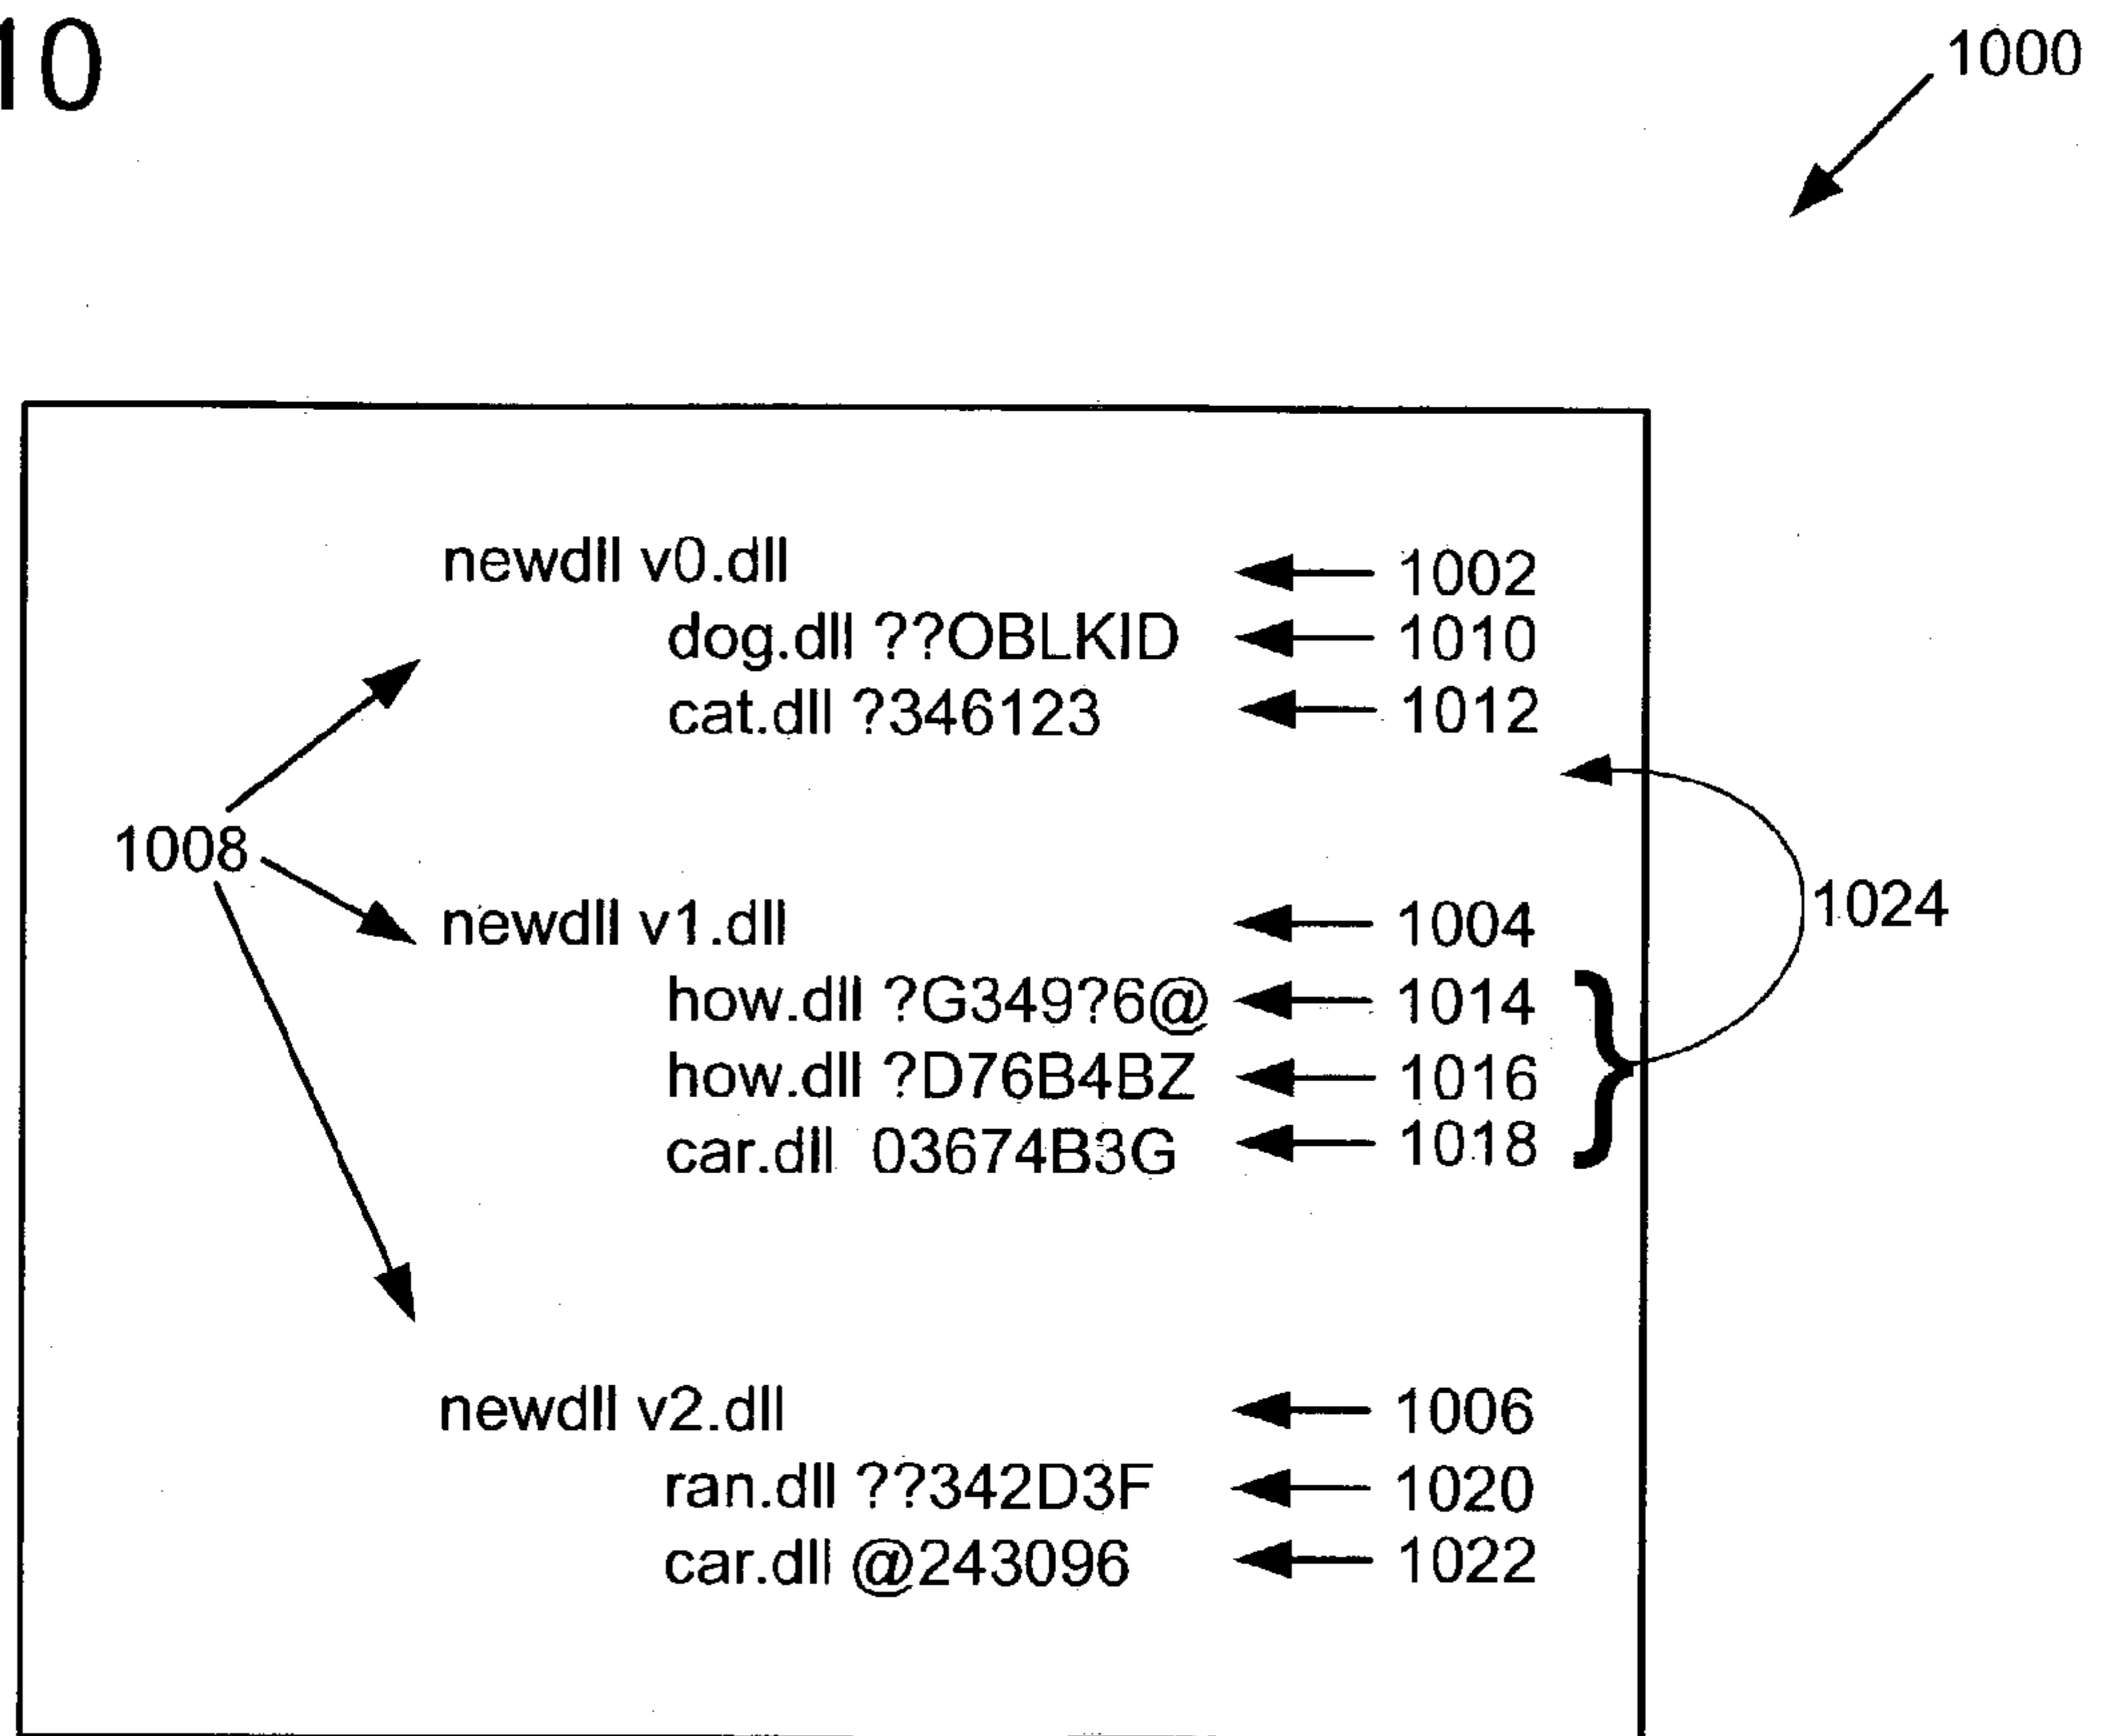 10
1000
newdll v0.dll 1002
dog.dll ??OBLKID 1010
cat.dll ?346123 1012
1008
1024
newdll v1.dll 1004
how.dll ?G349?6@ 1014
how.dll ?D76B4BZ 1016
car.dll 03674B3G 1018
newdll v2.dll 1006
ran.dll ??342D3F 1020
car.dll @243096 1022